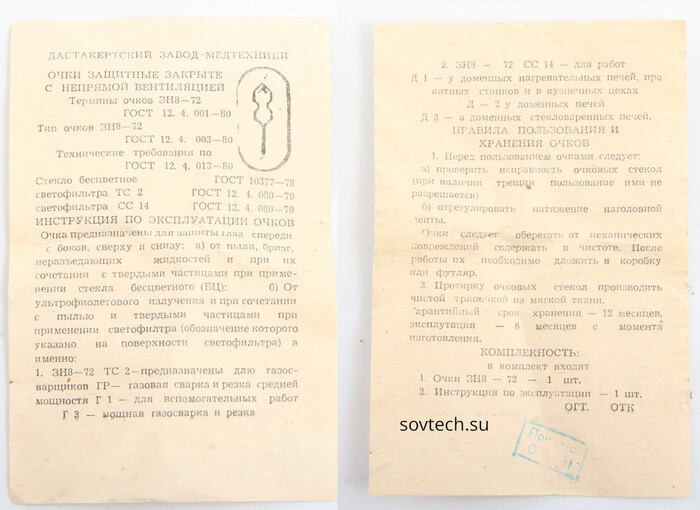 ДАСТАКЕРТСКИЙ ЗАВОД МЕДТЕХНИКИ
ОЧКИ ЗАЩИТНЫЕ ЗАКРЫТЕ
С НЕПРЯМОЙ ВЕНТИЛЯЦИЕЙ
Термины очков ЗН8—72
ГОСТ 12. 4. 001—80
Тип очков ЗН8—72
ГОСТ 12. 4. 003—80
Технические требования по
ГОСТ 12. 4. 013—80
Стекло бесцветное ГОСТ 10377—78
светофильтра ТС 2 ГОСТ 12. 4. 080—79
светофильтра СС 14 ГОСТ 12. 4. 080—79
ИНСТРУКЦИЯ ПО ЭКСПЛУАТАЦИИ ОЧКОВ
Очка предназначены для защиты глаз спереди
с боков, сверху и снизу: а) от пыли, бризг,
неразъедающих жидкостей и при их
сочетании с твердыми частицами при приме-
нении стекла бесцветного (БЦ): б) От
ультрофиолетового излучения и при сочетании
с пылью и твердыми частицами при
применении светофилтра (обозначение которого
указано на поверхности светофильтра) а
именно:
1. ЗН8—72 ТС 2—предназначены длю газос-
варщиков ГР— газовая сварка и резка средней
мощностя Г 1 — для вспомогательных работ
Г 3 — мощная газосварка и резка
2. ЗН8 — 72 СС 14 — для работ
Д 1 — у доменных нагревательных печей, про
катных станков и в кузнечных цехах
Д — 2 у доменных печей
Д 3 — а доменных стекловаренных печей.
ПРАВИЛА ПОЛЬЗОВАНИЯ И
ХРАНЕНИЯ ОЧКОВ
1. Перед пользованием очками следует:
а) проверять исправность очковых стекол
(при наличии трещин пользование ими не
разрешается)
б) отрегулировать натяжение наголовной
ленты.
Очки следует оберегать от механических
повреждений содержать в чистоте. После
работы их необходимо дложить в коробку
или футляр.
3. Протирку очковых стекол производить
чистой тряпочкой из мягкой ткани.
Гарантийный срок хранения — 12 месяцев,
эксплутация — 6 месяцев с момента
изготовления.
КОМПЛЕКНОСТЬ:
в комплект входят
1. Очки ЗН8 — 72 — 1 шт.
2. Инструкция по эксплуатации — 1 шт.
ОГТ. ОТК
sovtech.su